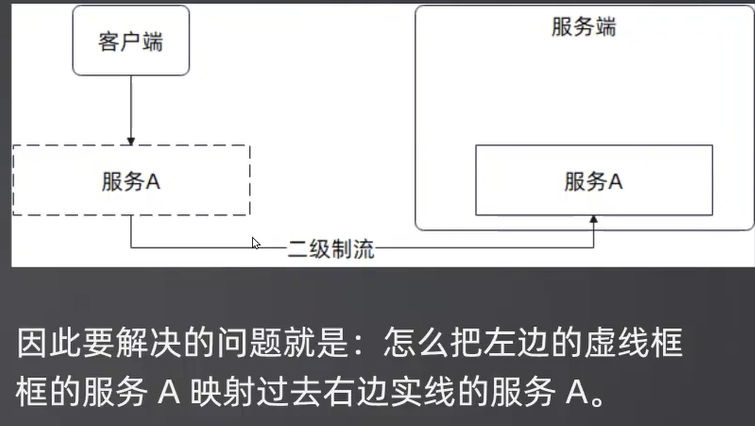 客户端
服务端
服务A
服务A
二级制流
因此要解决的问题就是：怎么把左边的虚线框
框的服务 A 映射过去右边实线的服务 A。